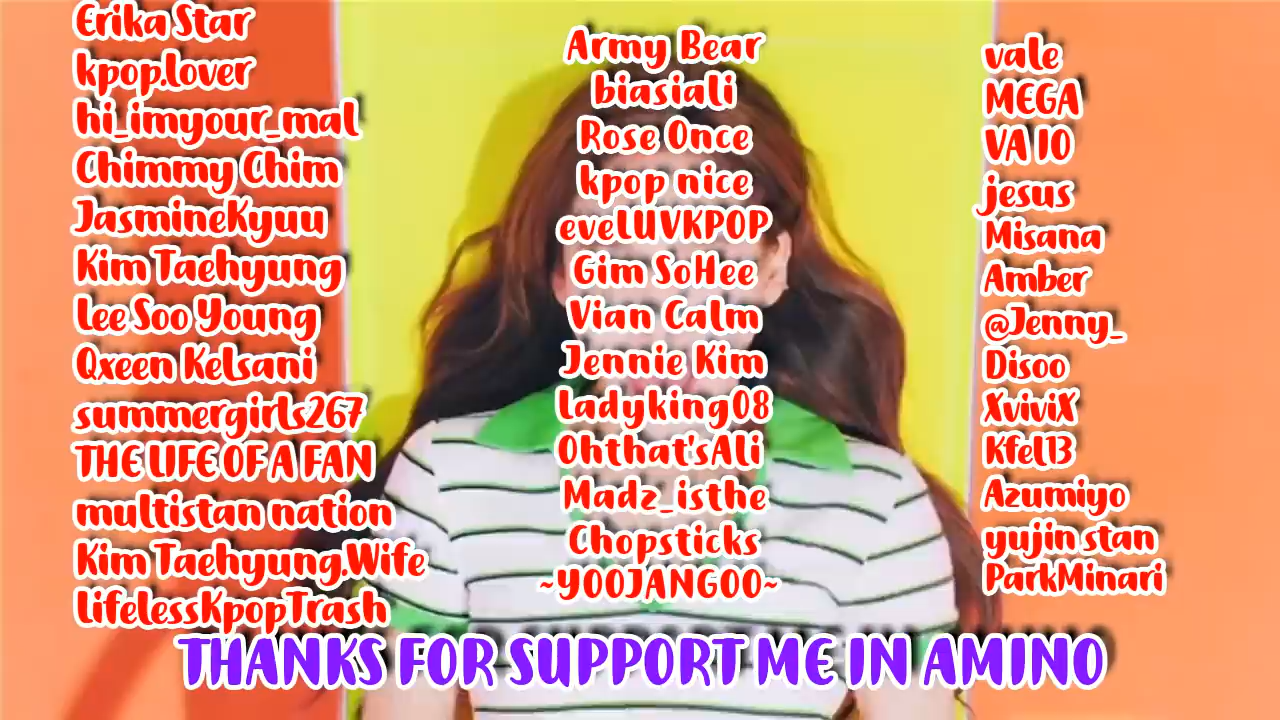 Erika Star
kpop.lover
hi_imyour_mal
Chimmy Chim
JasmineKyuu
Kim Taehyung
Lee Soo Young
Qxeen Kelsani
summergirls267
THE LIFE OF A FAN
multistan nation
Kim Taehyung.Wife
LifelessKpopTrash
Army Bear
biasiali
Rose Once
kpop nice
eveLUVKPOP
Gim SoHee
Vian Calm
Jennie Kim
Ladyking08
Ohthat'sAli
Madz_isthe
Chopsticks
~YOOJANGOO~
vale
MEGA
VA IO
jesus
Misana
Amber
@Jenny_
Disoo
XviviX
Kfel13
Azumiyo
yujin stan
ParkMinari
THANKS FOR SUPPORT ME IN AMINO